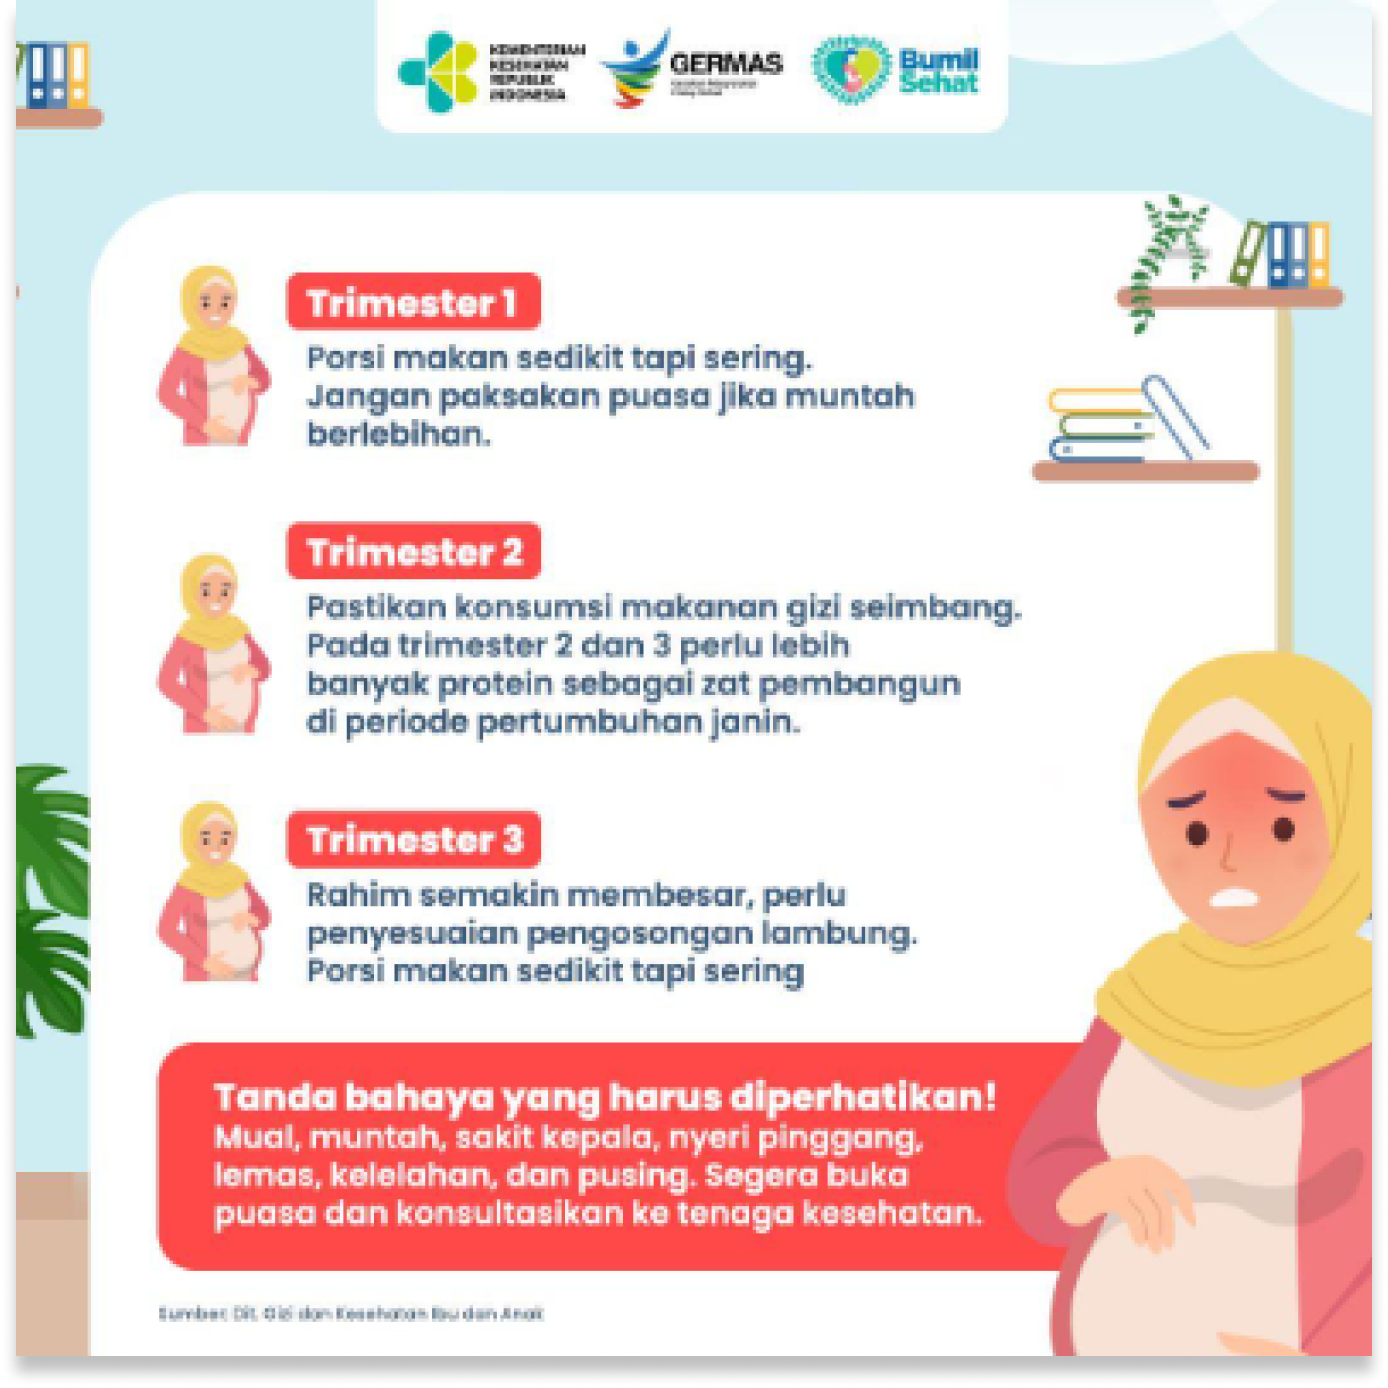 KEMENTERIAN
KESEHATAN
REPUBLIK
INDONESIA
GERMAS
Bumil
Sehat
Trimester 1
Porsi makan sedikit tapi sering.
Jangan paksakan puasa jika muntah
berlebihan.
Trimester 2
Pastikan konsumsi makanan gizi seimbang.
Pada trimester 2 dan 3 perlu lebih
banyak protein sebagai zat pembangun
di periode pertumbuhan janin.
Trimester 3
Rahim semakin membesar, perlu
penyesuaian pengosongan lambung.
Porsi makan sedikit tapi sering
Tanda bahaya yang harus diperhatikan!
Mual, muntah, sakit kepala, nyeri pinggang,
lemas, kelelahan, dan pusing. Segera buka
puasa dan konsultasikan ke tenaga kesehatan.
Sumber: Dit. Gizi dan Kesehatan Ibu dan Anak